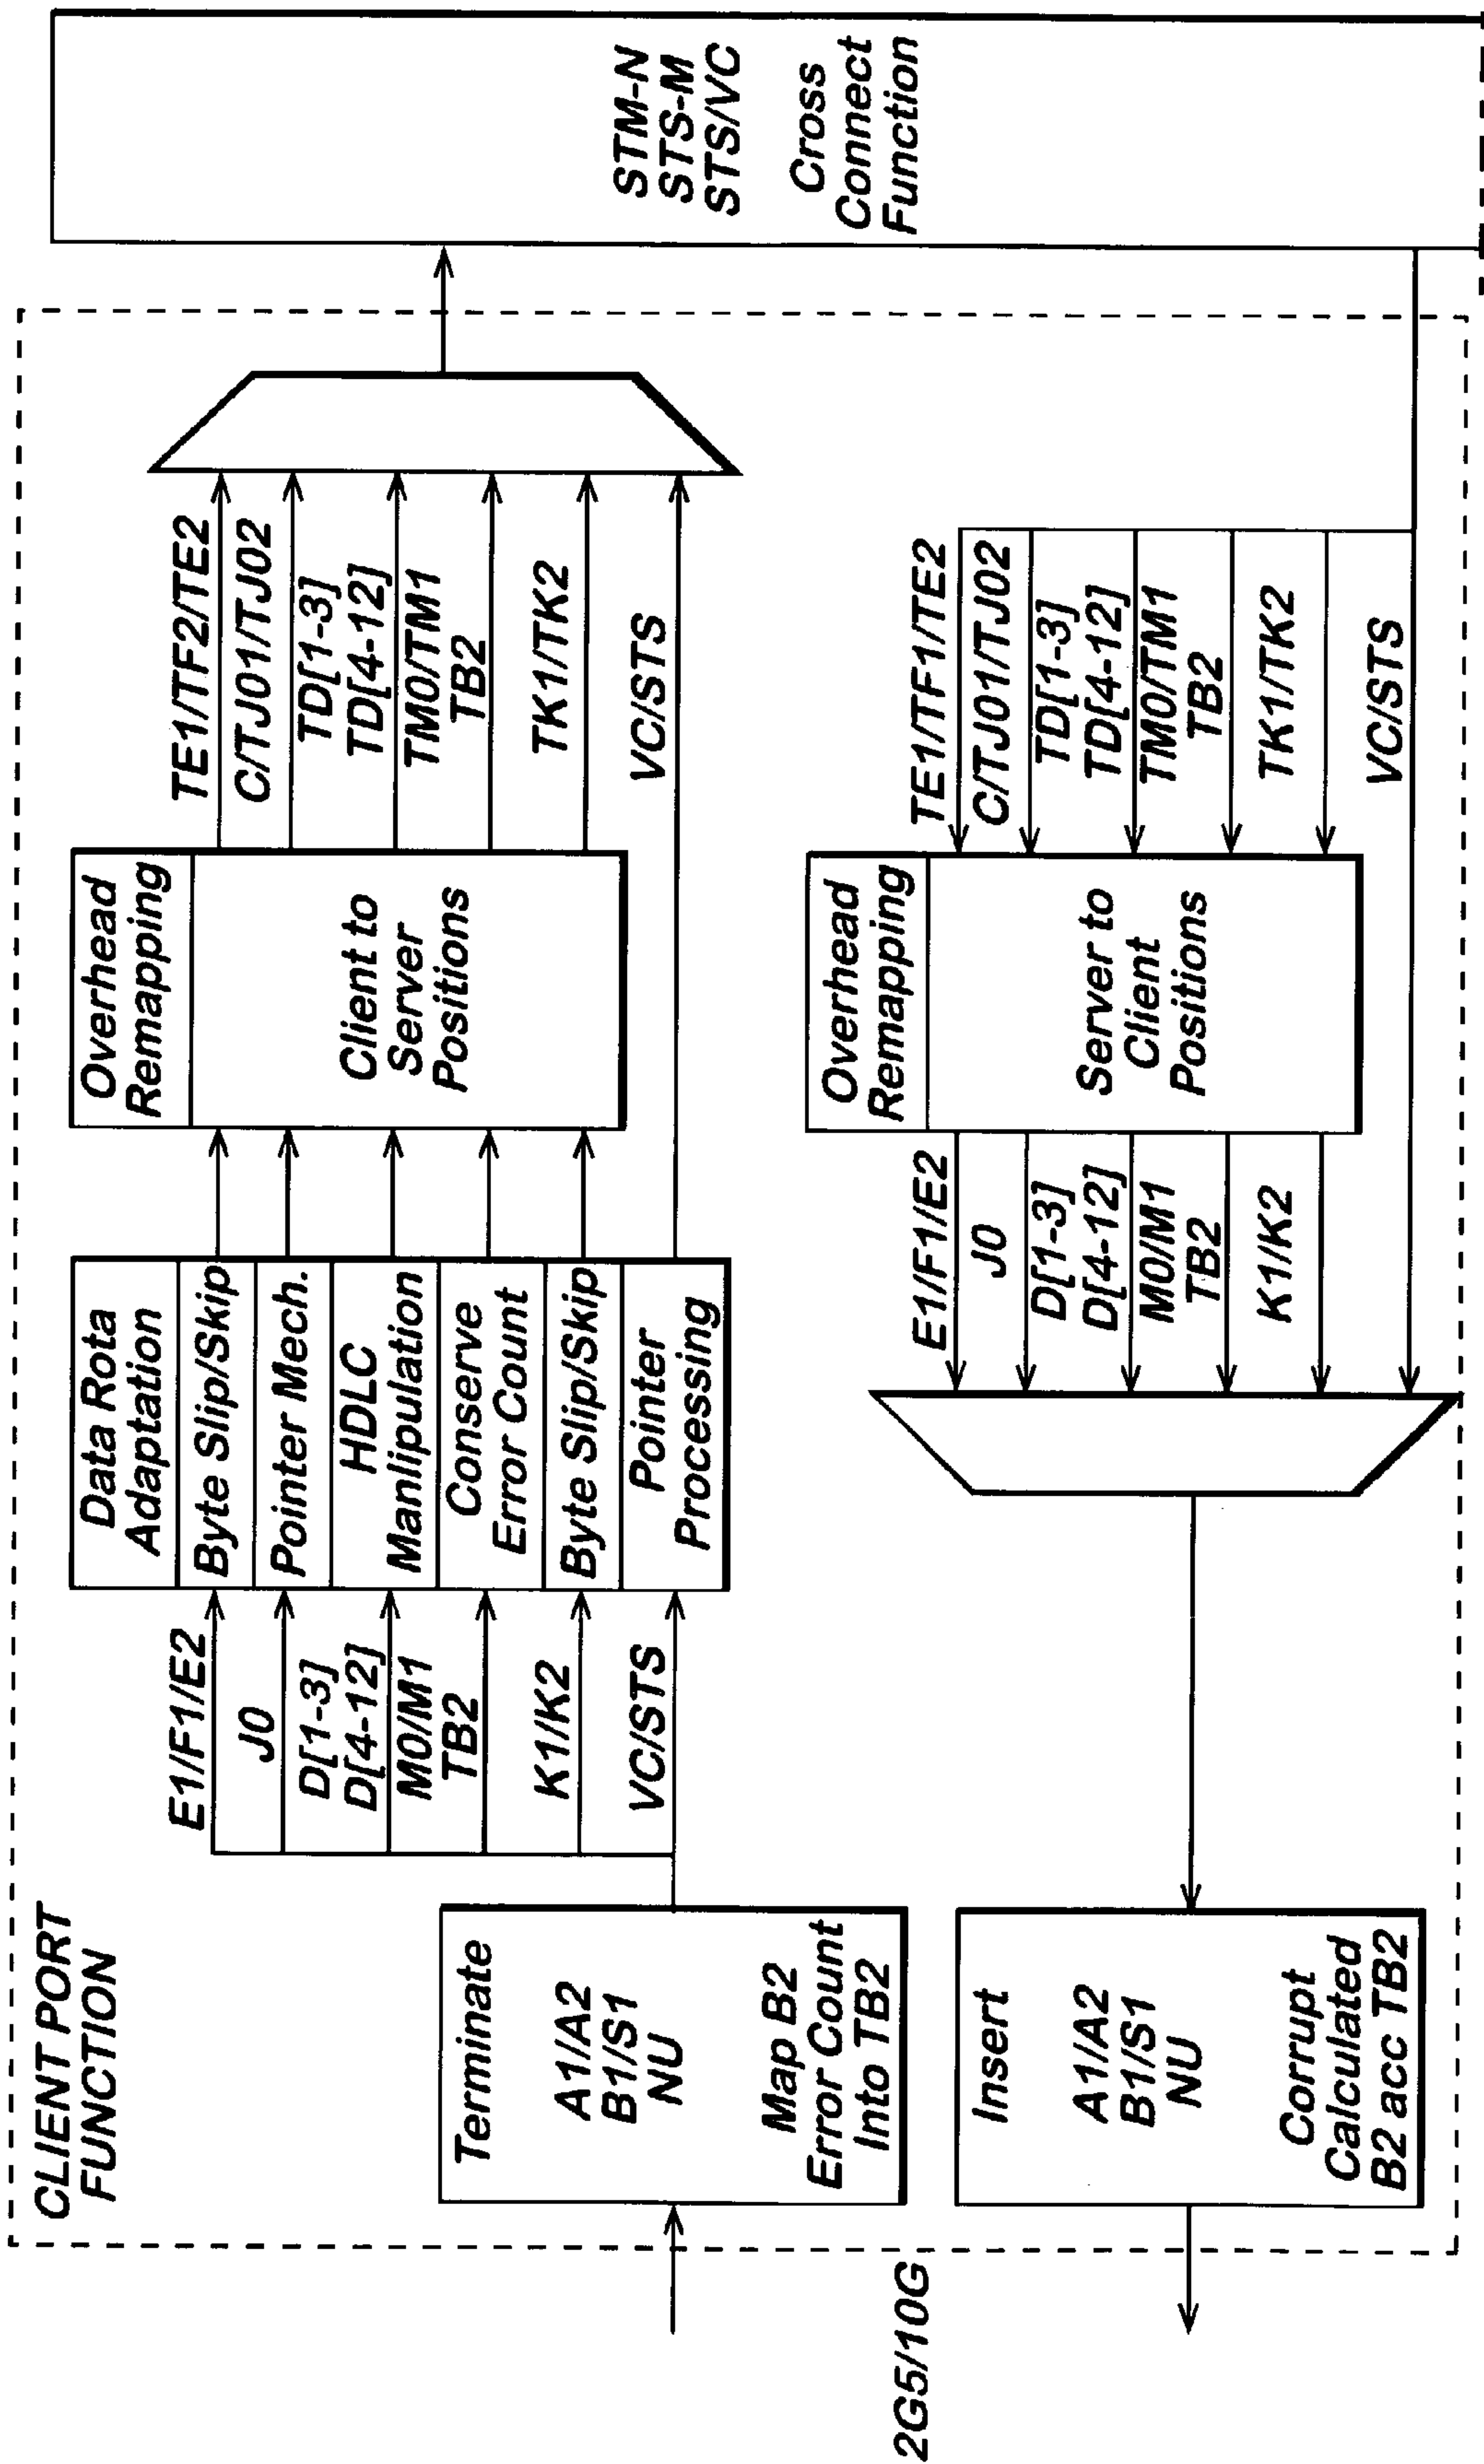 CLIENT PORT
FUNCTION
2G5/10G
Terminate
A1/A2
B1/S1
NU
Map B2
Error Count
Into TB2
E1/F1/E2
J0
D[1-3]
D[4-12]
M0/M1
TB2
K1/K2
VC/STS
Data Rota
Adaptation
Byte Slip/Skip
Pointer Mech.
HDLC
Manlipulation
Conserve
Error Count
Byte Slip/Skip
Pointer
Processing
Overhead
Remapping
Client to
Server
Positions
TE1/TF2/TE2
C/TJ01/TJ02
TD[1-3]
TD[4-12]
TM0/TM1
TB2
TK1/TK2
VC/STS
STM-N
STS-M
STS/VC
Cross
Connect
Function
Insert
A1/A2
B1/S1
NU
Corrupt
Calculated
B2 acc TB2
E1/F1/E2
J0
D[1-3]
D[4-12]
M0/M1
TB2
K1/K2
Overhead
Remapping
Server to
Client
Positions
TE1/TF1/TE2
C/TJ01/TJ02
TD[1-3]
TD[4-12]
TM0/TM1
TB2
TK1/TK2
VC/STS